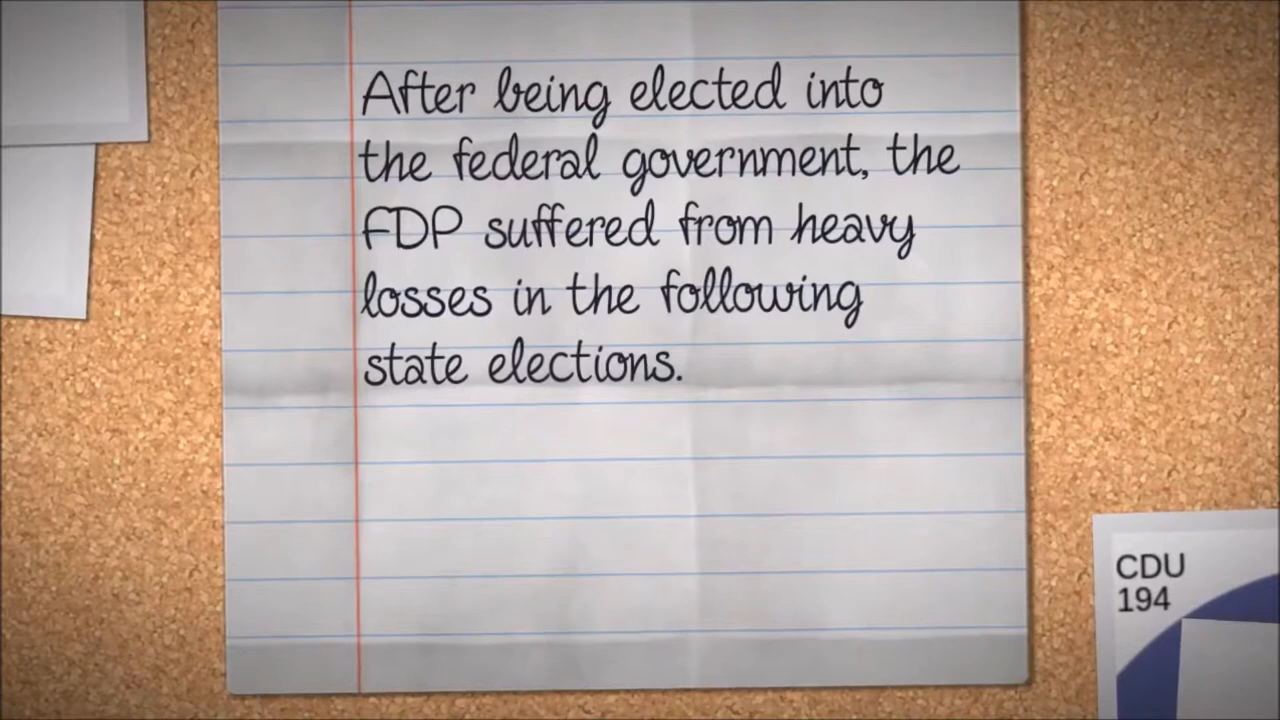 After being elected into
the federal government, the
FDP suffered from heavy
losses in the following
state elections.
CDU
194